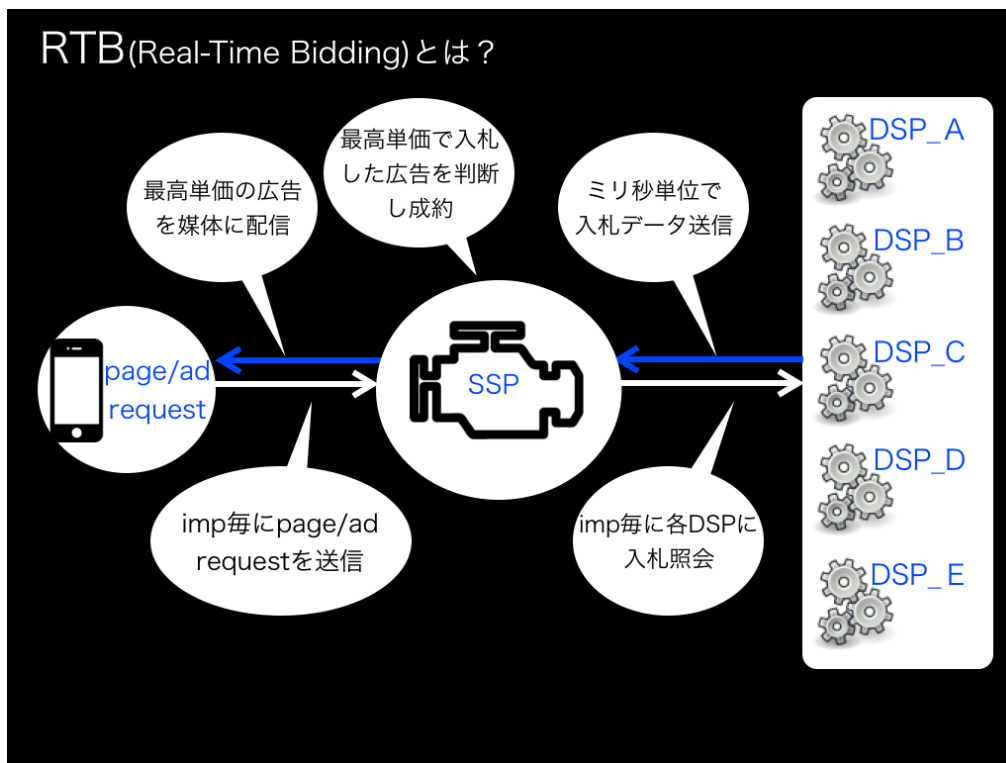 RTB(Real-Time Bidding)とは？
最高単価の広告
を媒体に配信
最高単価で入札
した広告を判断
し成約
ミリ秒単位で
入札データ送信
page/ad
request
SSP
imp毎にpage/ad
requestを送信
imp毎に各DSPに
入札照会
DSP_A
DSP_B
DSP_C
DSP_D
DSP_E